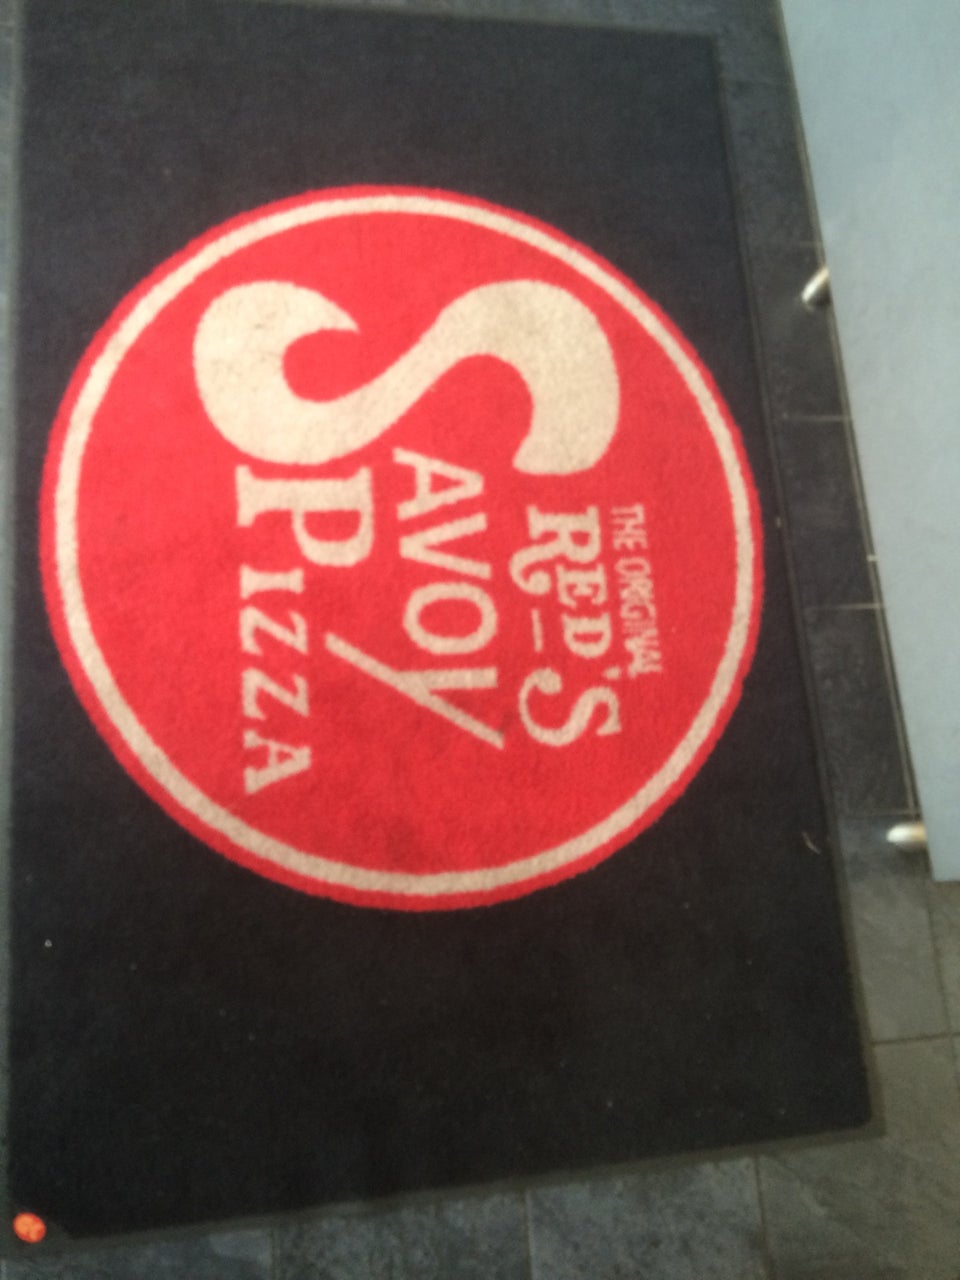 THE ORIGINAL
RED'S
SAVOY
PIZZA